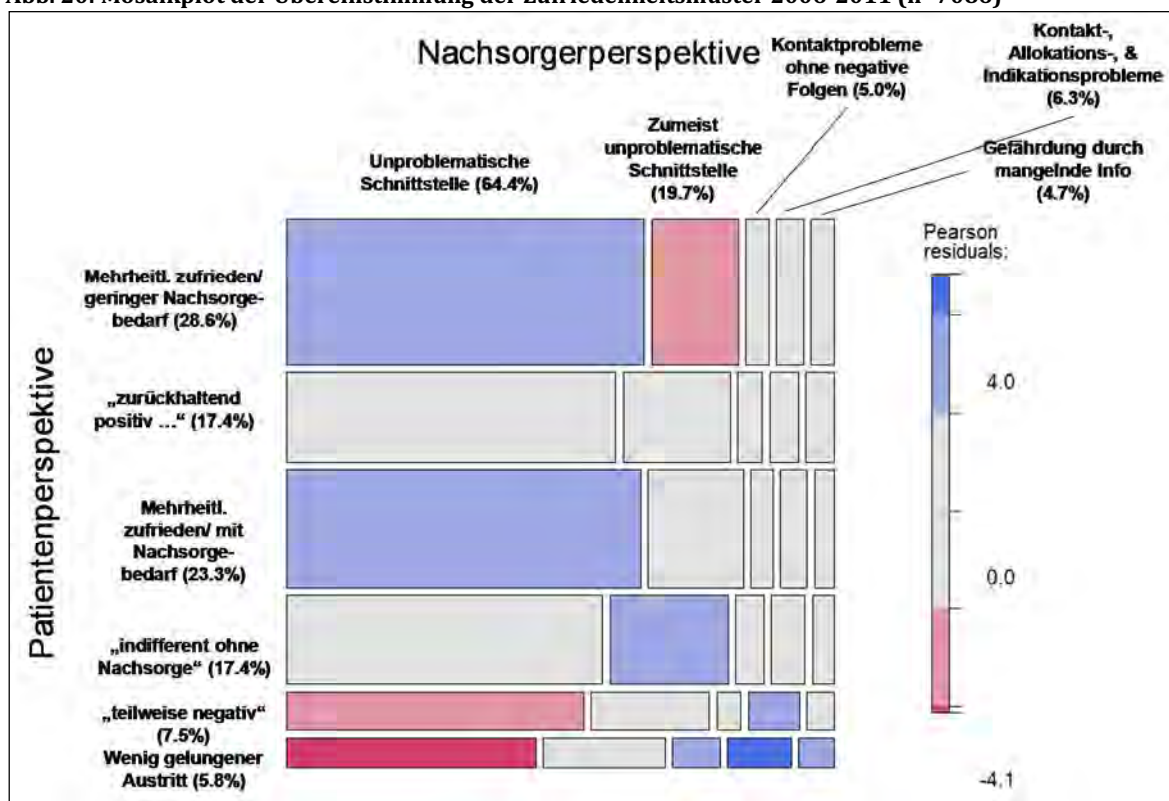 Abb. 20: Mosaikplot der Übereinstimmung der Zufriedenheitsmuster 2008-2011 (n=7088)
Nachsorgerperspektive
Kontaktprobleme
ohne negative
Folgen (5.0%)
Kontakt-,
Allokations-, &
Indikationsprobleme
(6.3%)
Unproblematische
Schnittstelle (64.4%)
Zumeist
unproblematische
Schnittstelle
(19.7%)
Gefährdung durch
mangelnde Info
(4.7%)
Patientenperspektive
Mehrheitl. zufrieden/
geringer Nachsorge-
bedarf (28.6%)
„zurückhaltend
positiv ...“ (17.4%)
Mehrheitl.
zufrieden/ mit
Nachsorge-
bedarf (23.3%)
„indifferent ohne
Nachsorge“ (17.4%)
„teilweise negativ“
(7.5%)
Wenig gelungener
Austritt (5.8%)
Pearson
residuals:
4.0
0.0
-4.1